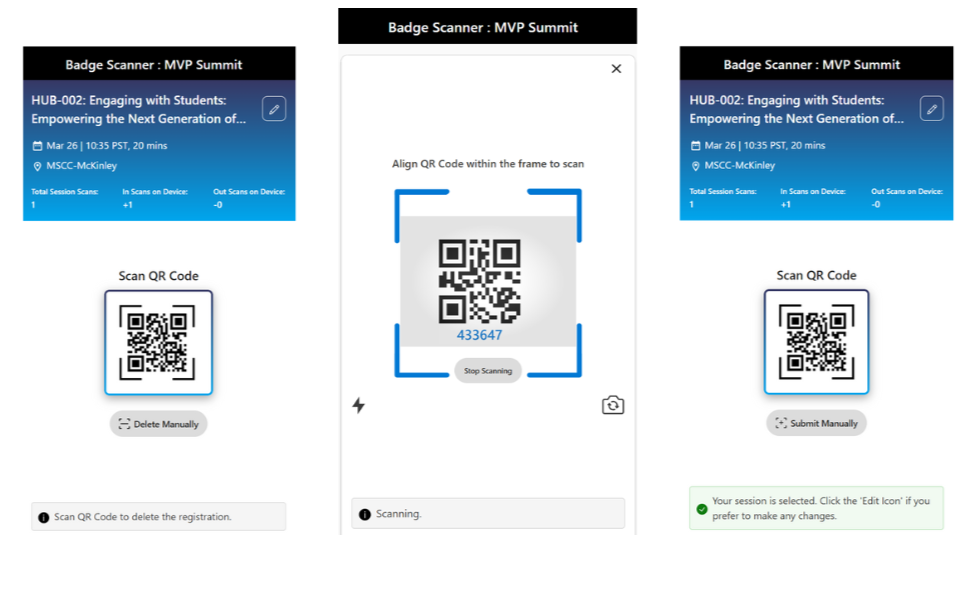 Badge Scanner : MVP Summit
HUB-002: Engaging with Students:
Empowering the Next Generation of...
Mar 26 | 10:35 PST, 20 mins
MSCC-McKinley
Total Session Scans: In Scans on Device: Out Scans on Device:
1 +1 -0
Scan QR Code
Delete Manually
Scan QR Code to delete the registration.
Badge Scanner : MVP Summit
Align QR Code within the frame to scan
433647
Stop Scanning
Scanning.
Badge Scanner : MVP Summit
HUB-002: Engaging with Students:
Empowering the Next Generation of...
Mar 26 | 10:35 PST, 20 mins
MSCC-McKinley
Total Session Scans: In Scans on Device: Out Scans on Device:
1 +1 -0
Scan QR Code
Submit Manually
Your session is selected. Click the 'Edit Icon' if you
prefer to make any changes.